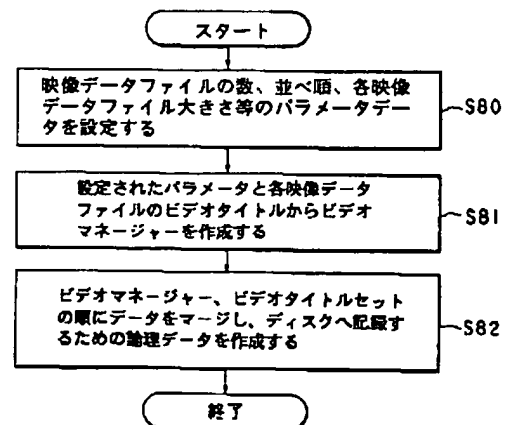 スタート
映像データファイルの数、並べ順、各映像
データファイル大きさ等のパラメータデー
タを設定する
S80
設定されたパラメータと各映像データ
ファイルのビデオタイトルからビデオ
マネージャーを作成する
S81
ビデオマネージャー、ビデオタイトルセット
の順にデータをマージし、ディスクへ記録す
るための論理データを作成する
S82
終了